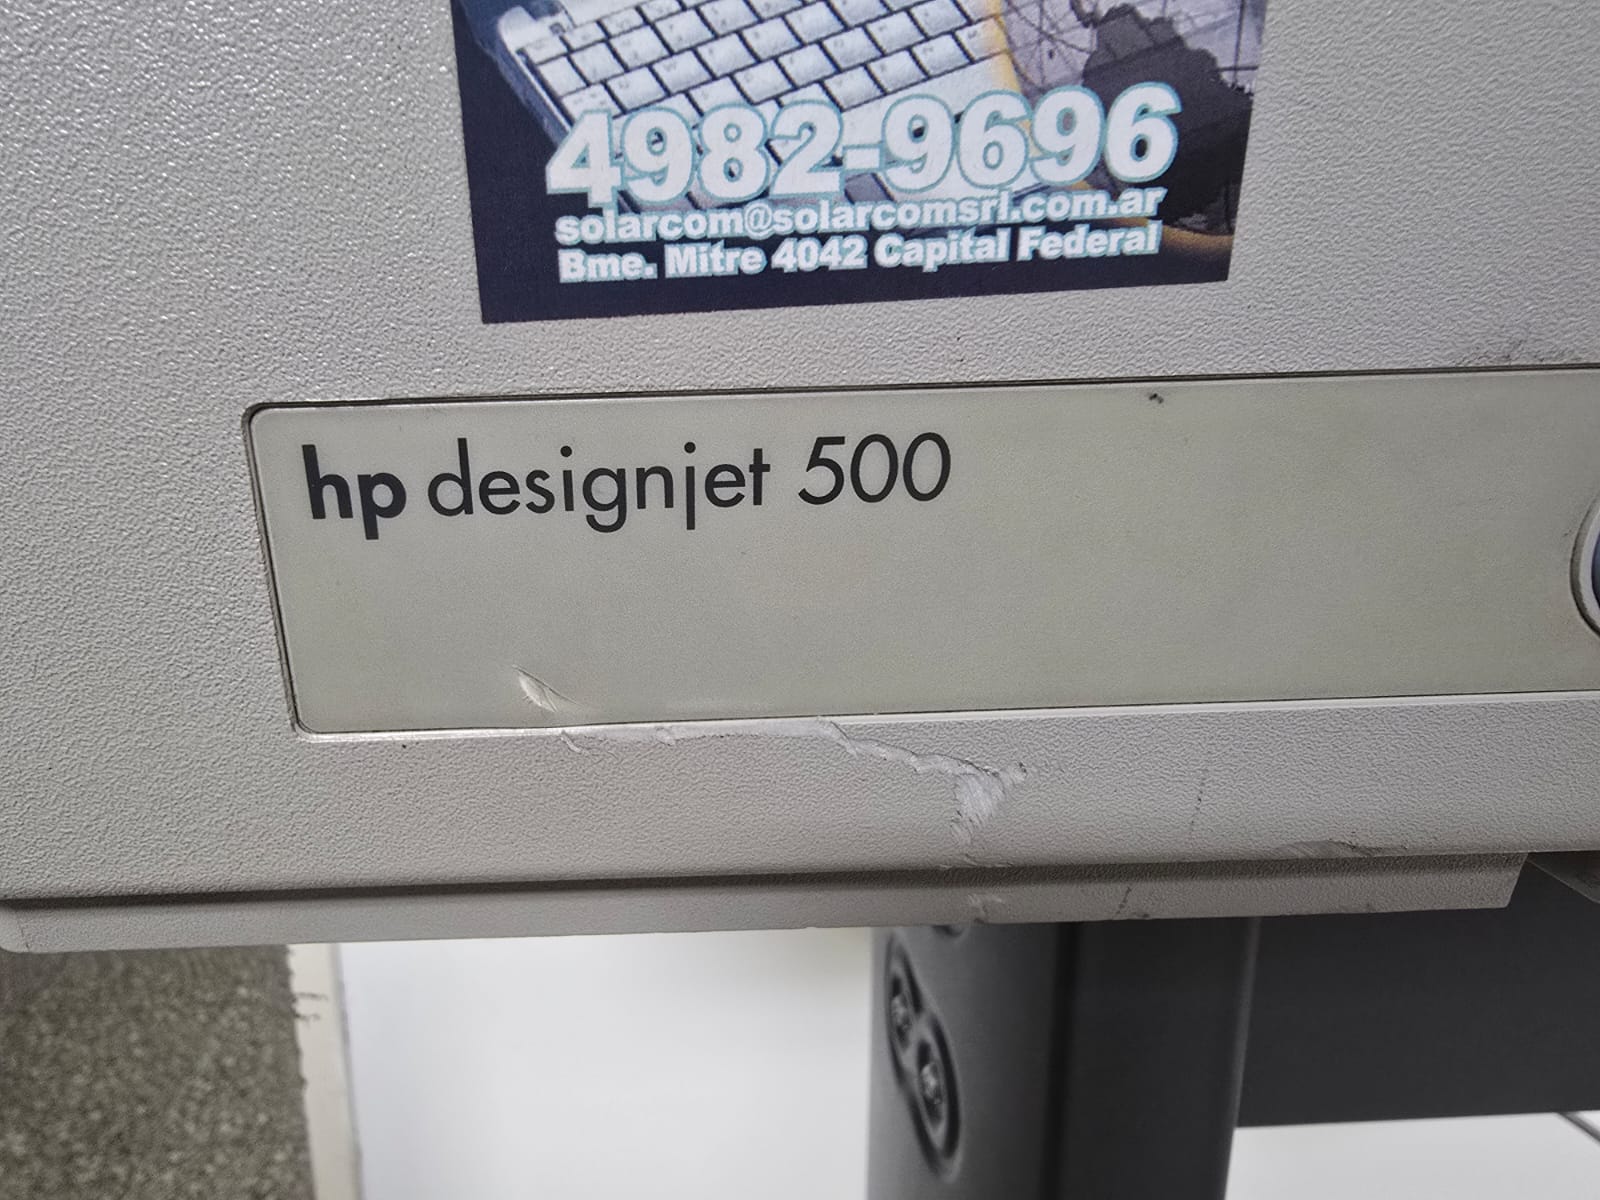 4982-9696
solarcom@solarcomsrl.com.ar
Bme. Mitre 4042 Capital Federal
hp designjet 500